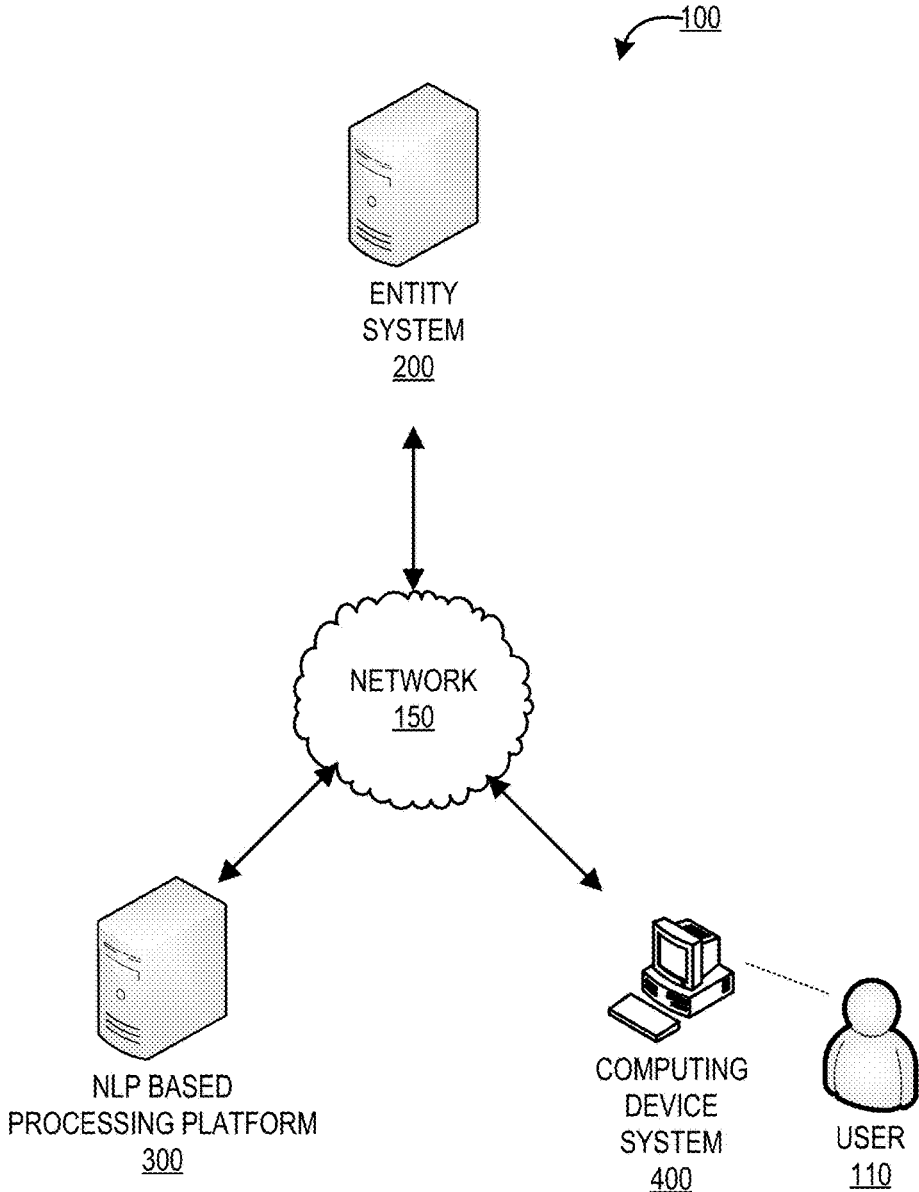 100
ENTITY
SYSTEM
200
NETWORK
150
NLP BASED
PROCESSING PLATFORM
300
COMPUTING
DEVICE
SYSTEM
400
USER
110